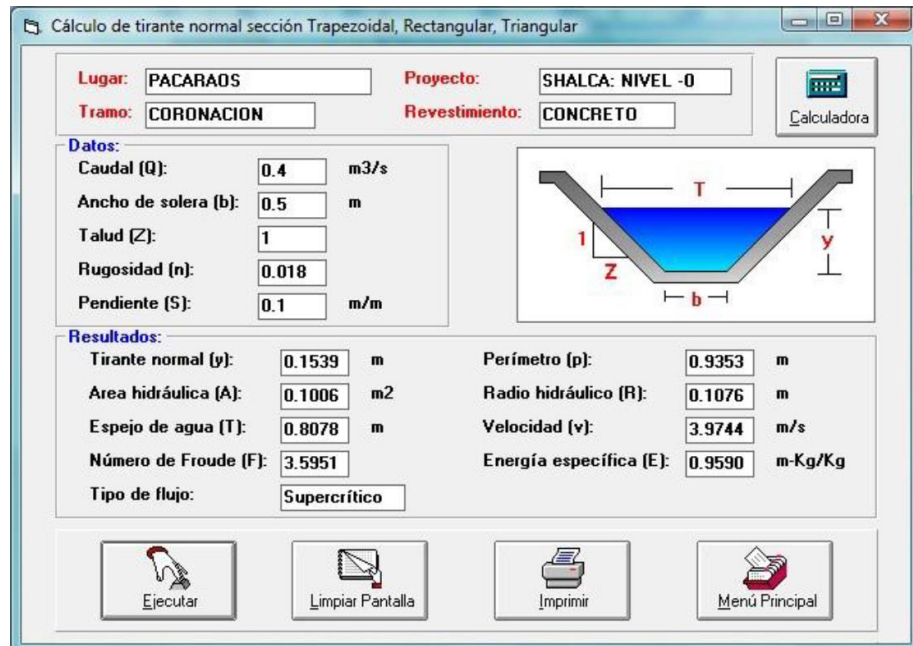 Cálculo de tirante normal sección Trapezoidal, Rectangular, Triangular
Lugar: PACARAOS Proyecto: SHALCA: NIVEL -0
Tramo: CORONACION Revestimiento: CONCRETO
Calculadora
Datos:
Caudal (Q): 0.4 m3/s
Ancho de solera (b): 0.5 m
Talud (Z): 1
Rugosidad (n): 0.018
Pendiente (S): 0.1 m/m
T
1
Z
b
y
Resultados:
Tirante normal (y): 0.1539 m Perímetro (p): 0.9353 m
Area hidráulica (A): 0.1006 m2 Radio hidráulico (R): 0.1076 m
Espejo de agua (T): 0.8078 m Velocidad (v): 3.9744 m/s
Número de Froude (F): 3.5951 Energía específica (E): 0.9590 m-Kg/Kg
Tipo de flujo: Supercrítico
Ejecutar Limpiar Pantalla Imprimir Menú Principal